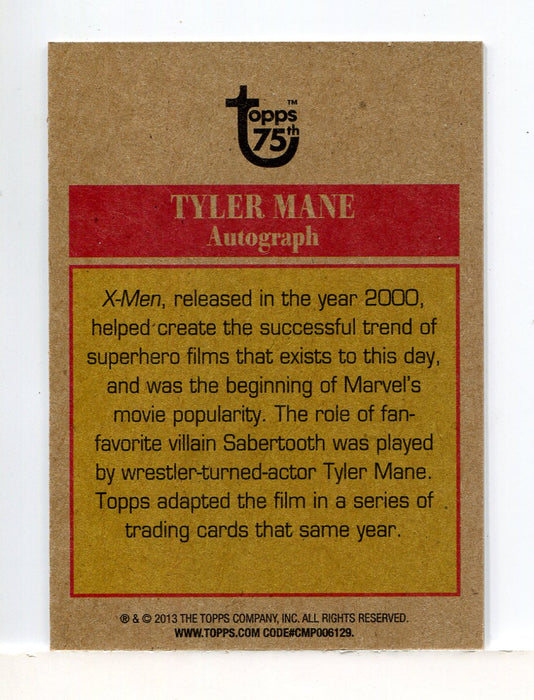 topps™
75th
TYLER MANE
Autograph
X-Men, released in the year 2000,
helped create the successful trend of
superhero films that exists to this day,
and was the beginning of Marvel's
movie popularity. The role of fan-
favorite villain Sabertooth was played
by wrestler-turned-actor Tyler Mane.
Topps adapted the film in a series of
trading cards that same year.
® & © 2013 THE TOPPS COMPANY, INC. ALL RIGHTS RESERVED.
WWW.TOPPS.COM CODE#CMP006129.